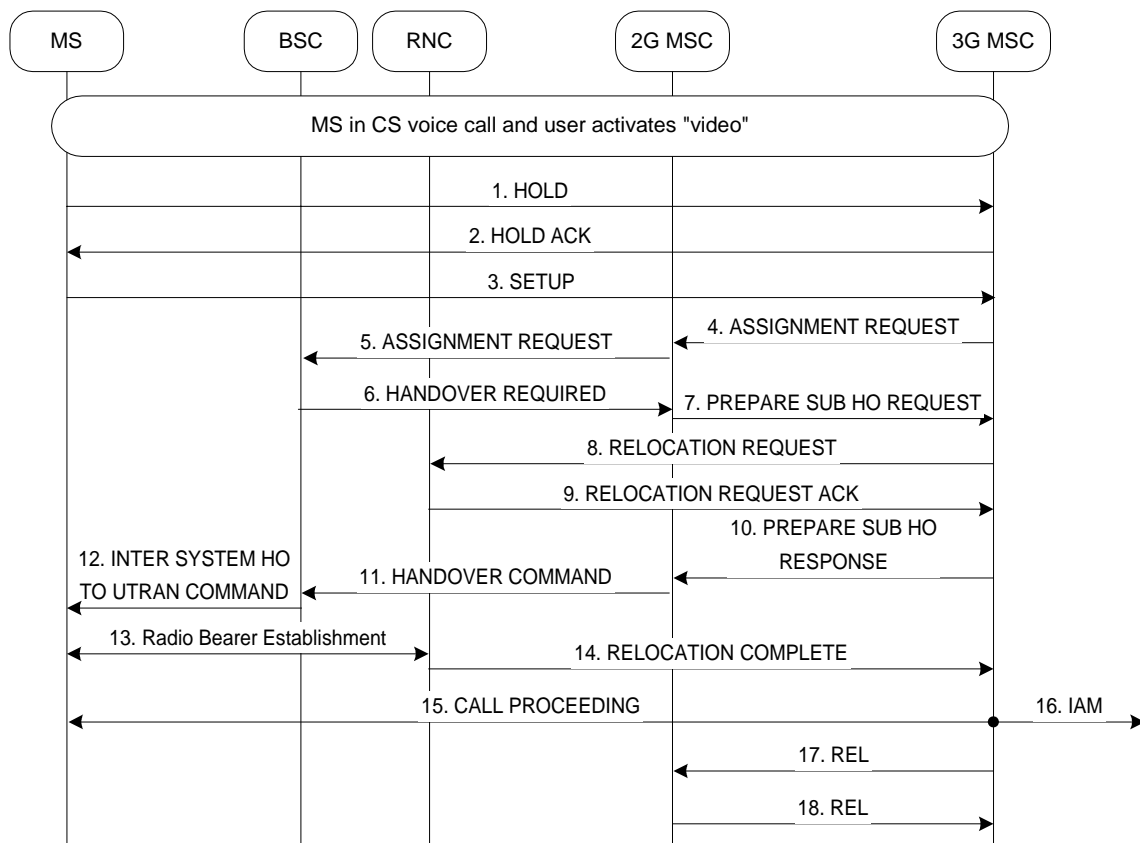 MS
BSC
RNC
2G MSC
3G MSC
MS in CS voice call and user activates "video"
1. HOLD
2. HOLD ACK
3. SETUP
4. ASSIGNMENT REQUEST
5. ASSIGNMENT REQUEST
6. HANDOVER REQUIRED
7. PREPARE SUB HO REQUEST
8. RELOCATION REQUEST
9. RELOCATION REQUEST ACK
10. PREPARE SUB HO
RESPONSE
11. HANDOVER COMMAND
12. INTER SYSTEM HO
TO UTRAN COMMAND
13. Radio Bearer Establishment
14. RELOCATION COMPLETE
15. CALL PROCEEDING
16. IAM
17. REL
18. REL